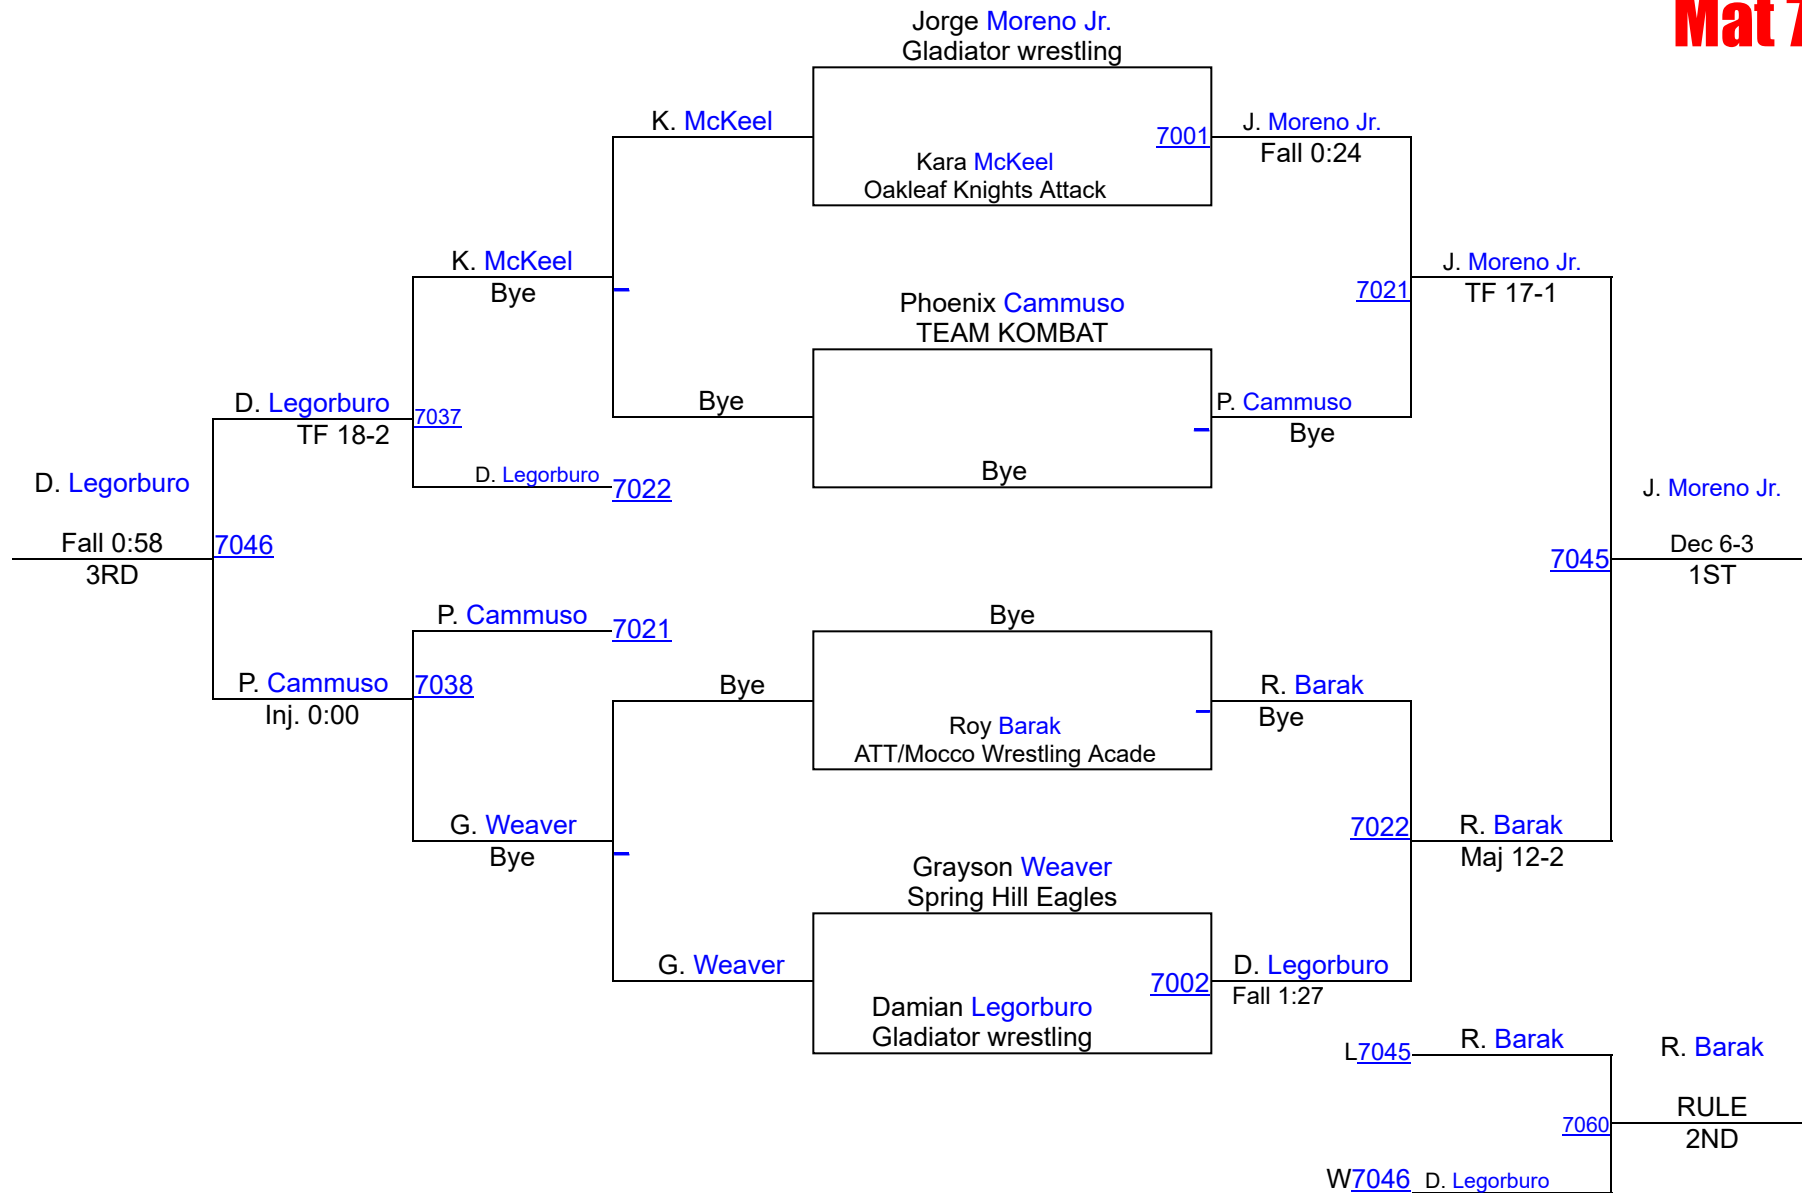 Mat 7
Jorge Moreno Jr.
Gladiator wrestling
K. McKeel
7001
J. Moreno Jr.
Fall 0:24
Kara McKeel
Oakleaf Knights Attack
K. McKeel
Bye
J. Moreno Jr.
TF 17-1
7021
Phoenix Cammuso
TEAM KOMBAT
Bye
P. Cammuso
Bye
Bye
D. Legorburo
TF 18-2
7037
D. Legorburo
7022
D. Legorburo
Fall 0:58
3RD
7046
J. Moreno Jr.
Dec 6-3
1ST
7045
P. Cammuso
7021
Bye
P. Cammuso
Inj. 0:00
7038
Bye
R. Barak
Bye
Roy Barak
ATT/Mocco Wrestling Acade
G. Weaver
Bye
7022
R. Barak
Maj 12-2
Grayson Weaver
Spring Hill Eagles
G. Weaver
7002
D. Legorburo
Fall 1:27
Damian Legorburo
Gladiator wrestling
L7045
R. Barak
R. Barak
RULE
2ND
7060
W7046
D. Legorburo